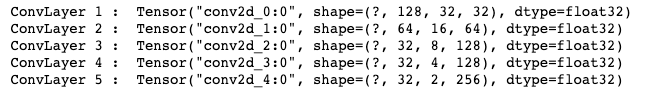 ConvLayer 1 :  Tensor("conv2d_0:0", shape=(?, 128, 32, 32), dtype=float32)
ConvLayer 2 :  Tensor("conv2d_1:0", shape=(?, 64, 16, 64), dtype=float32)
ConvLayer 3 :  Tensor("conv2d_2:0", shape=(?, 32, 8, 128), dtype=float32)
ConvLayer 4 :  Tensor("conv2d_3:0", shape=(?, 32, 4, 128), dtype=float32)
ConvLayer 5 :  Tensor("conv2d_4:0", shape=(?, 32, 2, 256), dtype=float32)